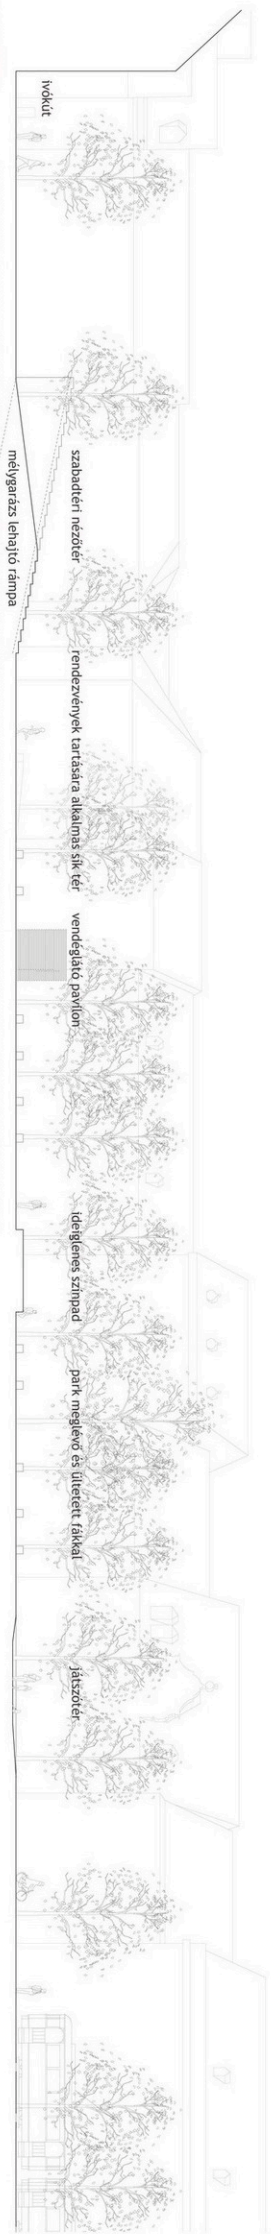 ivókút
mélygarázs lehajtó rámpa
szabadtéri nézőtér
rendezvények tartására alkalmas sík tér
vendéglátó pavilon
ideiglenes színpad
park meglévő és ültetett fákkal
játszótér